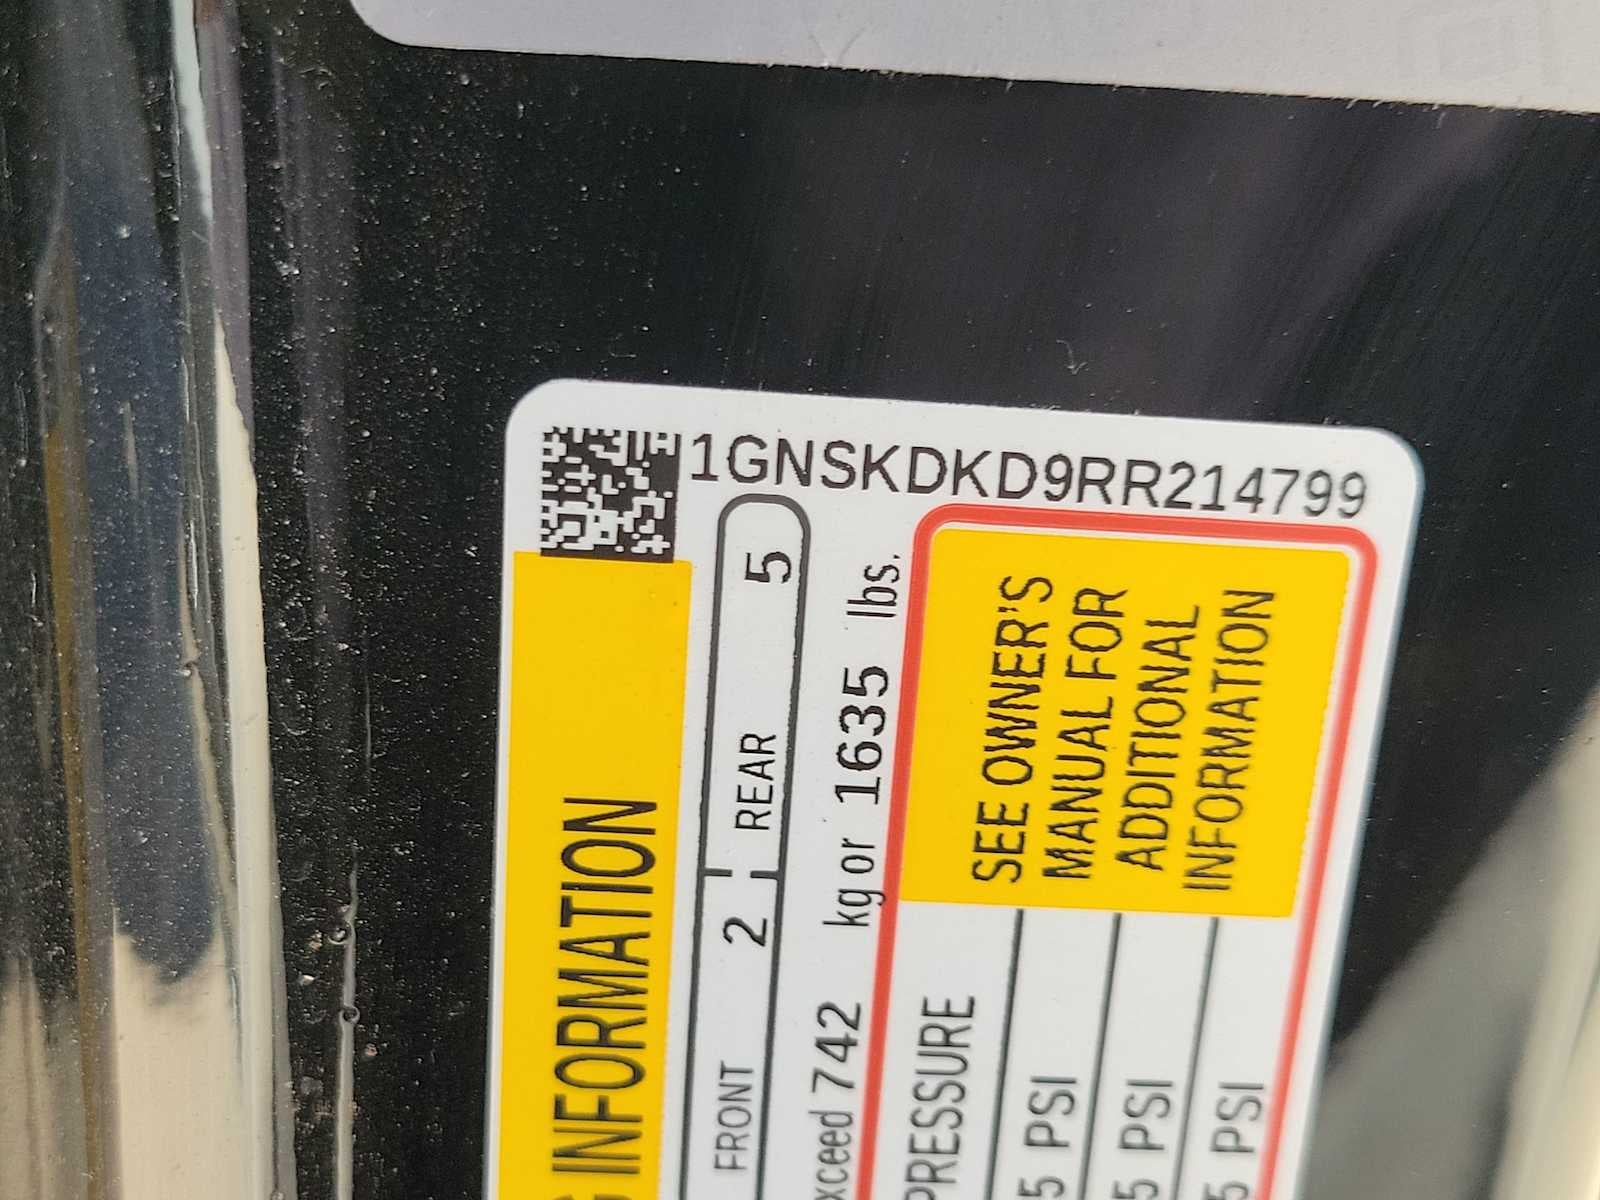 1GNSKDKD9RR214799
INFORMATION
FRONT 2 REAR 5
xceed 742 kg or 1635 lbs.
PRESSURE
SEE OWNER'S
MANUAL FOR
ADDITIONAL
INFORMATION
5 PSI
5 PSI
5 PSI